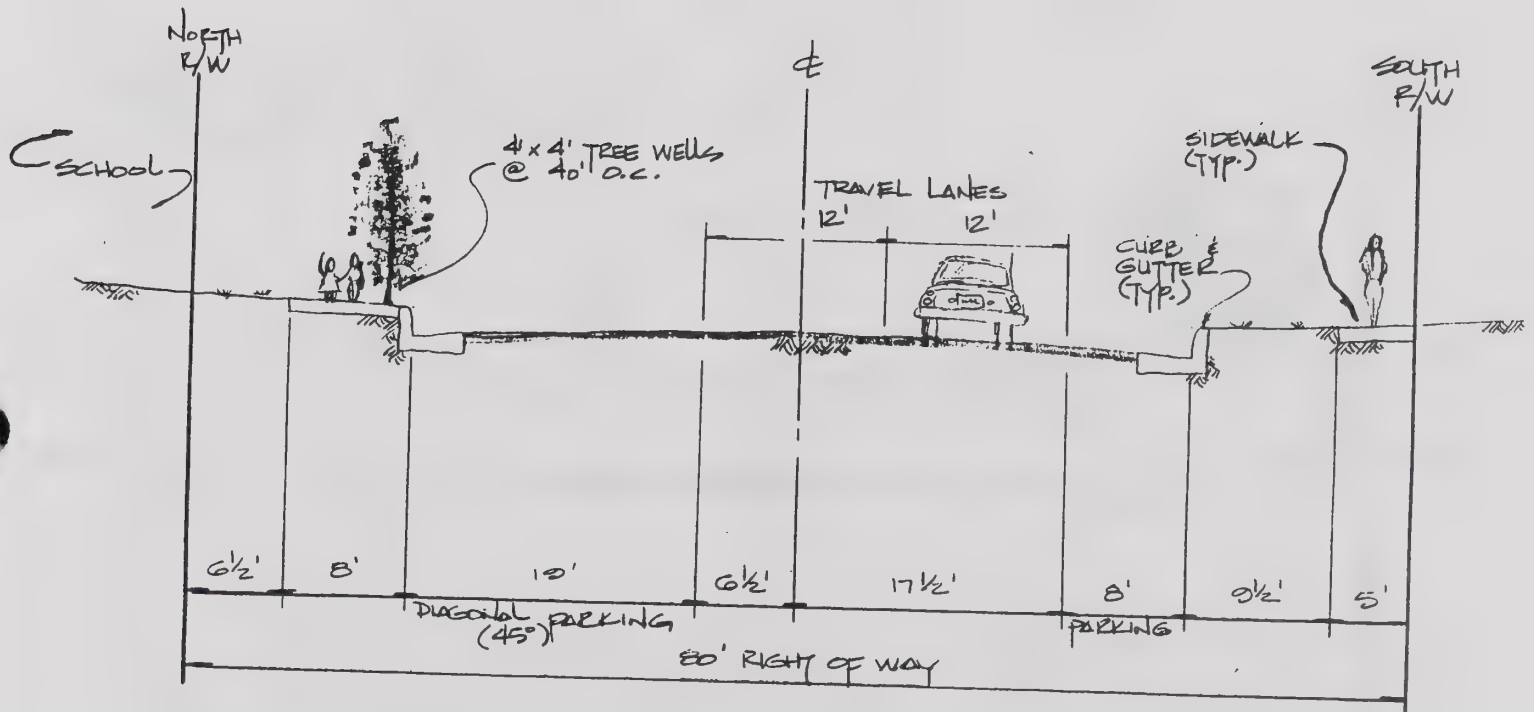 NORTH
R/W
℄
SOUTH
R/W
SCHOOL
4' x 4' TREE WELLS
@ 40' O.C.
SIDEWALK
(TYP.)
TRAVEL LANES
12' 12'
CURB &
GUTTER
(TYP.)
6½' 8' 19' 6½' 17½' 8' 9½' 5'
DIAGONAL PARKING
(45°)
PARKING
80' RIGHT OF WAY